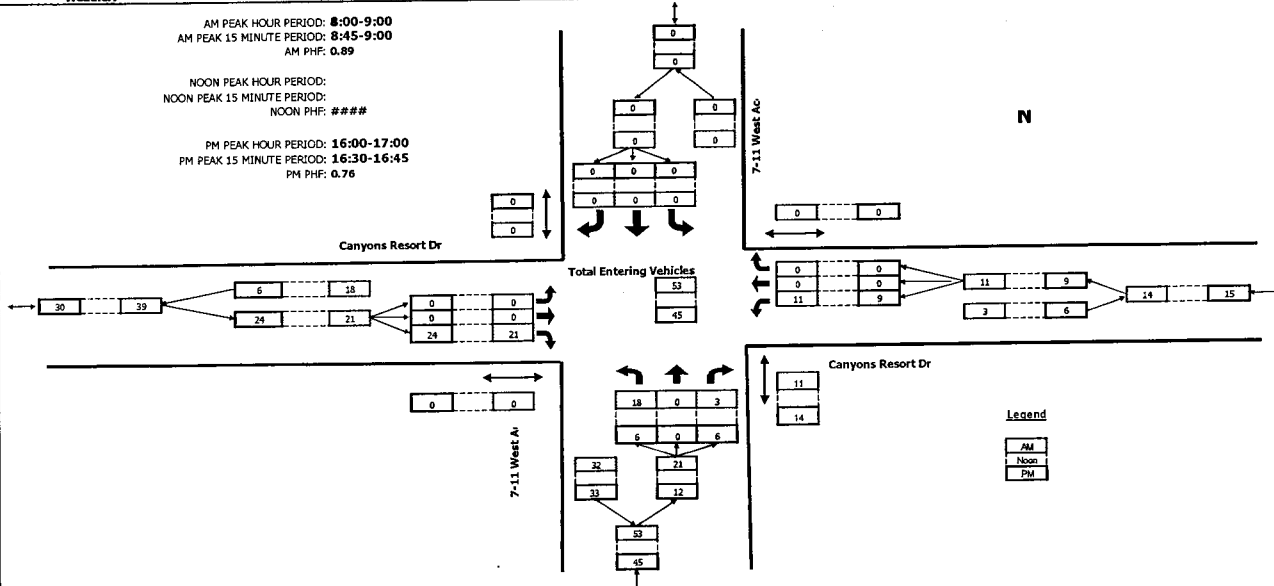 AM PEAK HOUR PERIOD: 8:00-9:00
AM PEAK 15 MINUTE PERIOD: 8:45-9:00
AM PHF: 0.89
NOON PEAK HOUR PERIOD:
NOON PEAK 15 MINUTE PERIOD:
NOON PHF: ####
PM PEAK HOUR PERIOD: 16:00-17:00
PM PEAK 15 MINUTE PERIOD: 16:30-16:45
PM PHF: 0.76
0
0
0 0
0 0
0 0 0
0 0 0
7-11 West Ac
N
0
0
0 0
Canyons Resort Dr
Total Entering Vehicles
53
45
30 39
6 18
24 21
0 0
0 0
24 21
0 0
0 0
11 9
11 9
3 6
14 15
0 0
7-11 West A
18 0 3
6 0 6
32 21
33 12
53
45
Canyons Resort Dr
11
14
Legend
AM
Noon
PM